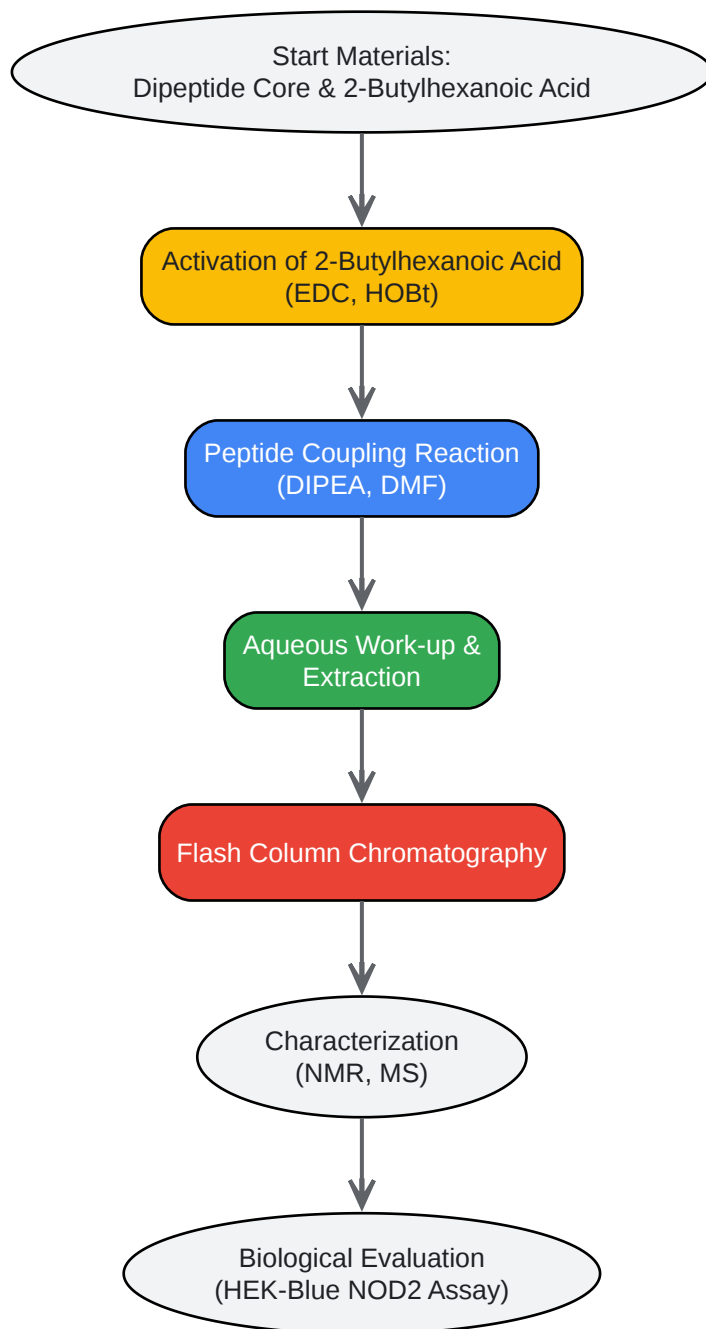 Start Materials:
Dipeptide Core & 2-Butylhexanoic Acid
Activation of 2-Butylhexanoic Acid
(EDC, HOBt)
Peptide Coupling Reaction
(DIPEA, DMF)
Aqueous Work-up &
Extraction
Flash Column Chromatography
Characterization
(NMR, MS)
Biological Evaluation
(HEK-Blue NOD2 Assay)